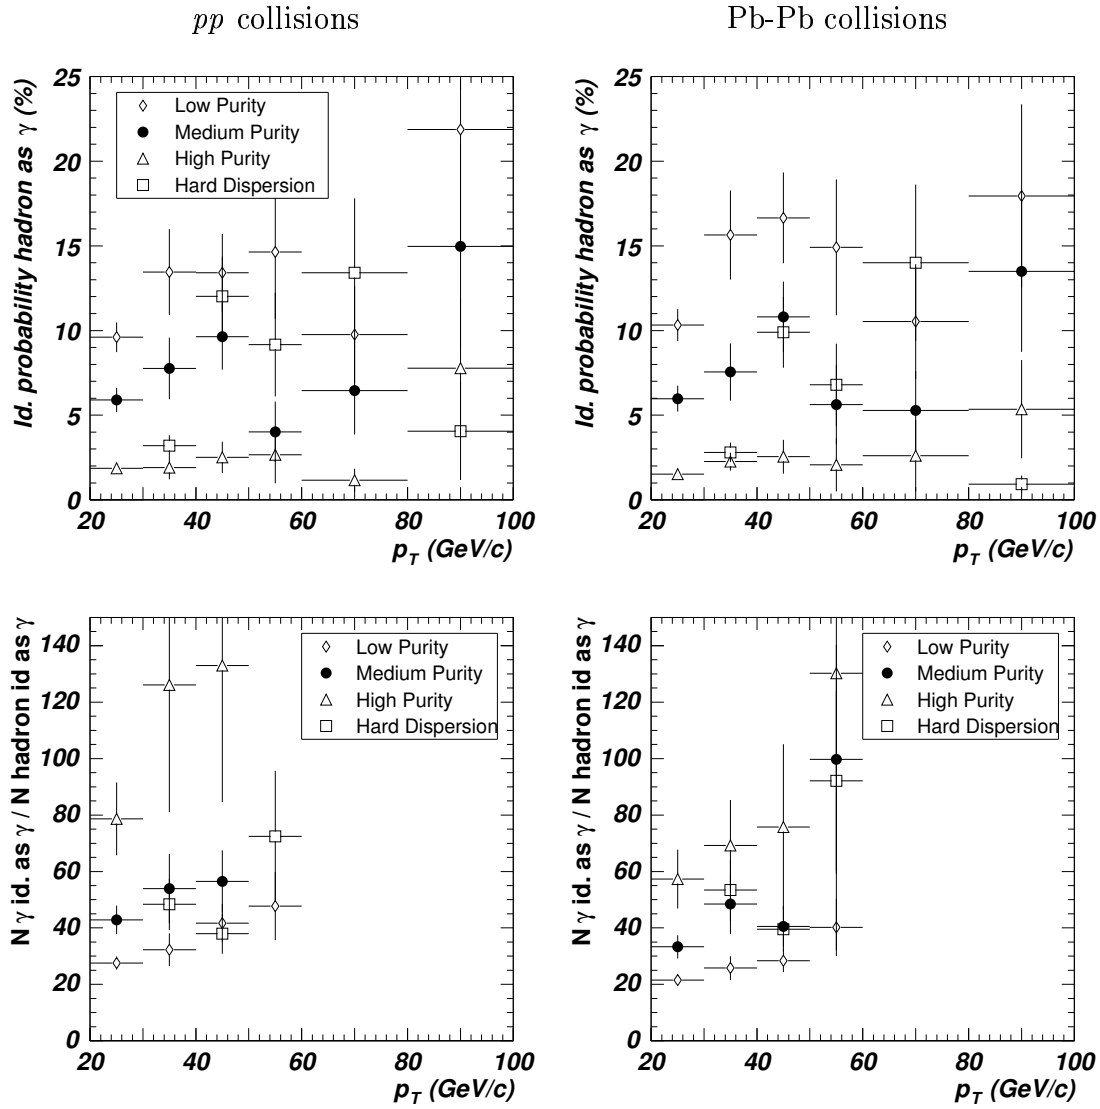 pp collisions
Pb-Pb collisions
Id. probability hadron as γ (%)
25
20
15
10
5
0
Low Purity
Medium Purity
High Purity
Hard Dispersion
20 40 60 80 100
p_T (GeV/c)
Id. probability hadron as γ (%)
25
20
15
10
5
0
20 40 60 80 100
p_T (GeV/c)
N γ id. as γ / N hadron id as γ
140
120
100
80
60
40
20
0
Low Purity
Medium Purity
High Purity
Hard Dispersion
20 40 60 80 100
p_T (GeV/c)
N γ id. as γ / N hadron id as γ
140
120
100
80
60
40
20
0
Low Purity
Medium Purity
High Purity
Hard Dispersion
20 40 60 80 100
p_T (GeV/c)